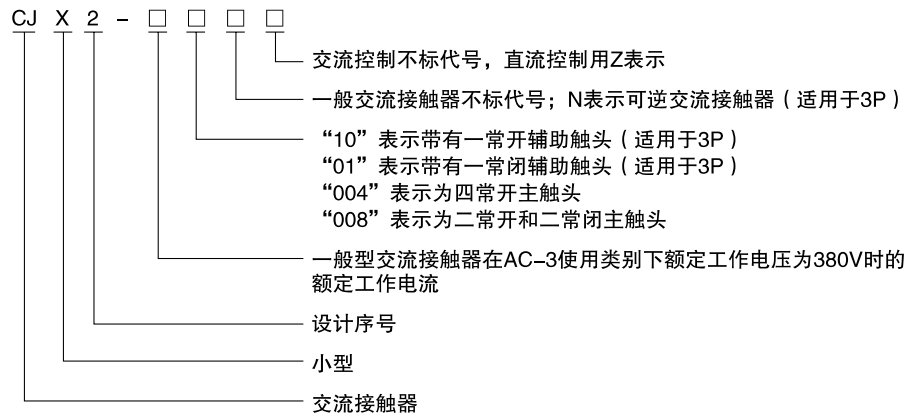 CJ X 2 - □ □ □ □
交流控制不标代号，直流控制用Z表示
一般交流接触器不标代号；N表示可逆交流接触器（适用于3P）
“10”表示带有一常开辅助触头（适用于3P）
“01”表示带有一常闭辅助触头（适用于3P）
“004”表示为四常开主触头
“008”表示为二常开和二常闭主触头
一般型交流接触器在AC-3使用类别下额定工作电压为380V时的
额定工作电流
设计序号
小型
交流接触器